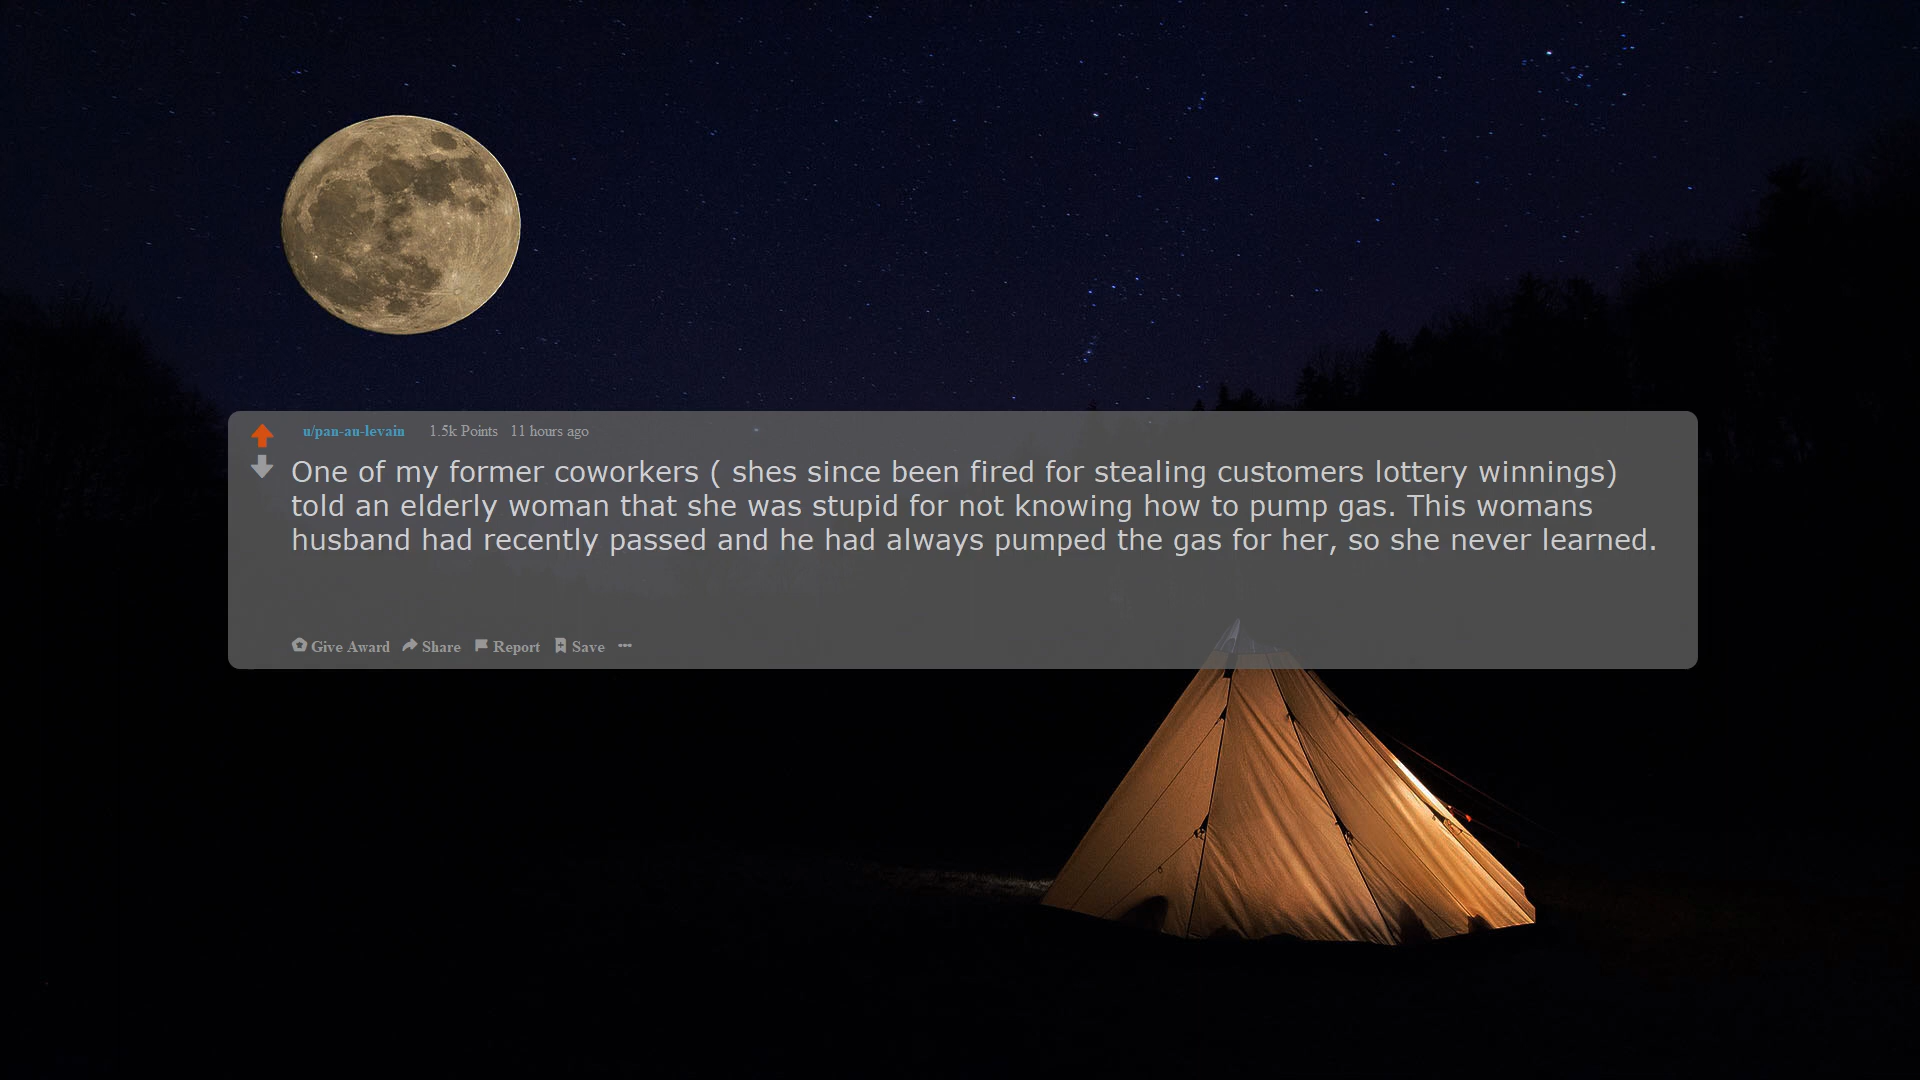 u/pan-au-levain 1.5k Points 11 hours ago
One of my former coworkers ( shes since been fired for stealing customers lottery winnings)
told an elderly woman that she was stupid for not knowing how to pump gas. This womans
husband had recently passed and he had always pumped the gas for her, so she never learned.
Give Award Share Report Save ...